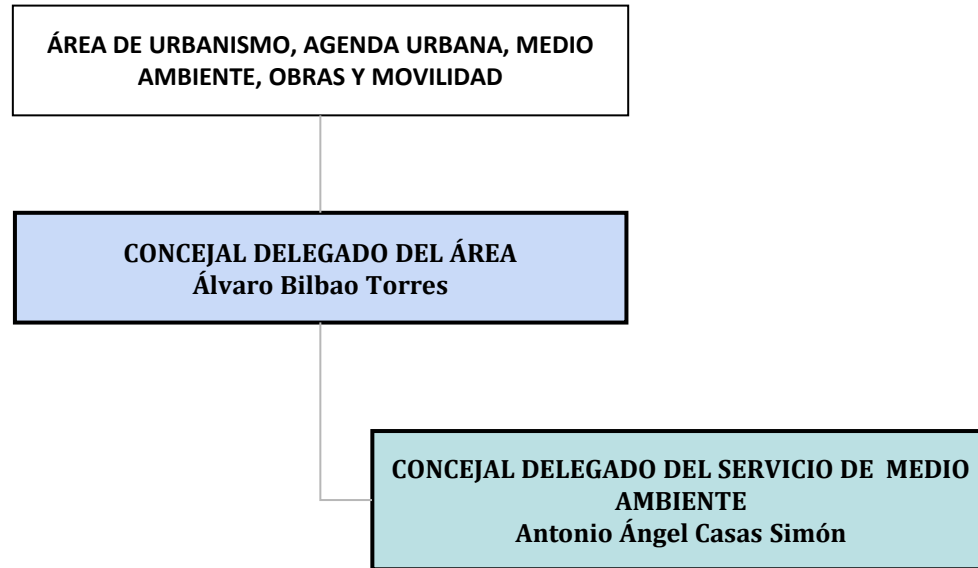 ÁREA DE URBANISMO, AGENDA URBANA, MEDIO
AMBIENTE, OBRAS Y MOVILIDAD
CONCEJAL DELEGADO DEL ÁREA
Álvaro Bilbao Torres
CONCEJAL DELEGADO DEL SERVICIO DE MEDIO
AMBIENTE
Antonio Ángel Casas Simón